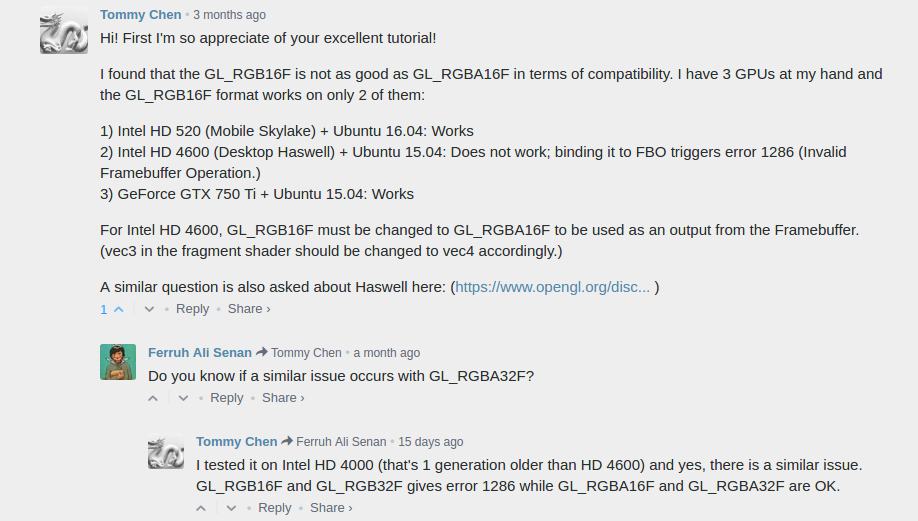 Tommy Chen • 3 months ago
Hi! First I'm so appreciate of your excellent tutorial!
I found that the GL_RGB16F is not as good as GL_RGBA16F in terms of compatibility. I have 3 GPUs at my hand and
the GL_RGB16F format works on only 2 of them:
1) Intel HD 520 (Mobile Skylake) + Ubuntu 16.04: Works
2) Intel HD 4600 (Desktop Haswell) + Ubuntu 15.04: Does not work; binding it to FBO triggers error 1286 (Invalid
Framebuffer Operation.)
3) GeForce GTX 750 Ti + Ubuntu 15.04: Works
For Intel HD 4600, GL_RGB16F must be changed to GL_RGBA16F to be used as an output from the Framebuffer.
(vec3 in the fragment shader should be changed to vec4 accordingly.)
A similar question is also asked about Haswell here: (https://www.opengl.org/disc... )
1 • Reply • Share ›
Ferruh Ali Senan Tommy Chen • a month ago
Do you know if a similar issue occurs with GL_RGBA32F?
• Reply • Share ›
Tommy Chen Ferruh Ali Senan • 15 days ago
I tested it on Intel HD 4000 (that's 1 generation older than HD 4600) and yes, there is a similar issue.
GL_RGB16F and GL_RGB32F gives error 1286 while GL_RGBA16F and GL_RGBA32F are OK.
• Reply • Share ›